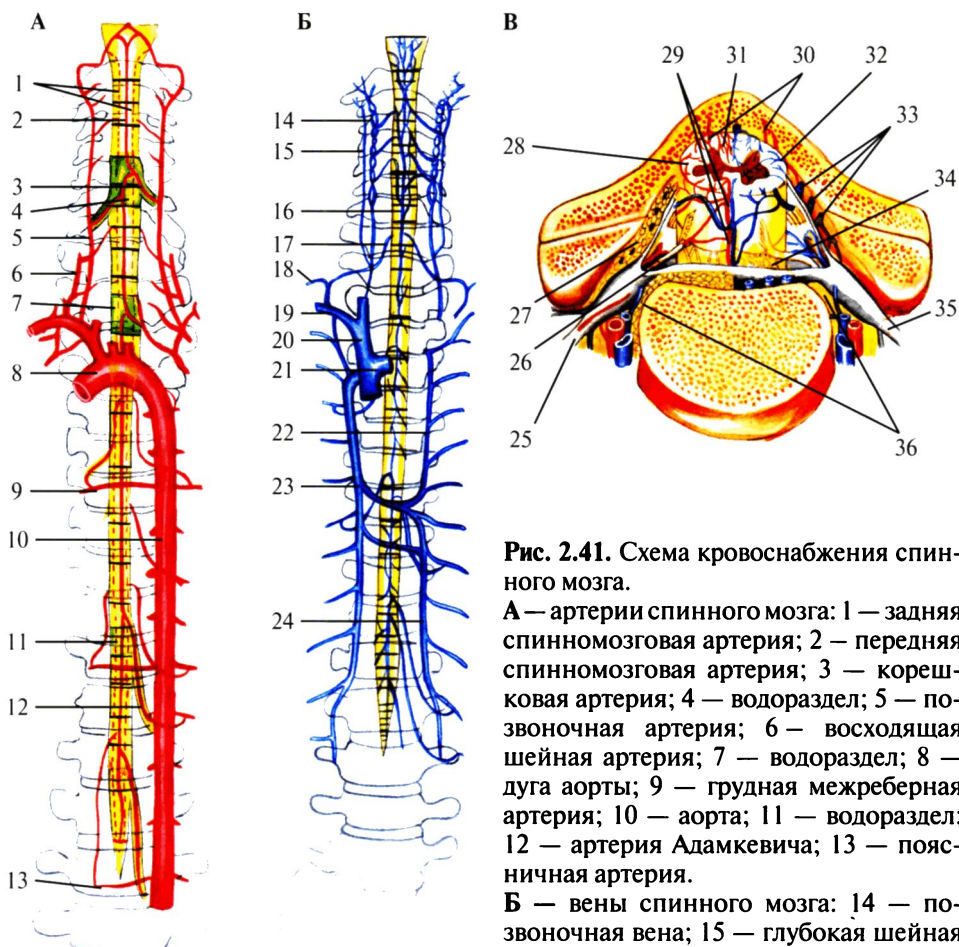 А
Б
В
1
2
3
4
5
6
7
8
9
10
11
12
13
14
15
16
17
18
19
20
21
22
23
24
29
31
30
32
33
28
34
27
26
35
25
36
Рис. 2.41. Схема кровоснабжения спин-
ного мозга.
А — артерии спинного мозга: 1 — задняя
спинномозговая артерия; 2 — передняя
спинномозговая артерия; 3 — кореш-
ковая артерия; 4 — водораздел; 5 — по-
звоночная артерия; 6 — восходящая
шейная артерия; 7 — водораздел; 8 —
дуга аорты; 9 — грудная межреберная
артерия; 10 — аорта; 11 — водораздел;
12 — артерия Адамкевича; 13 — пояс-
ничная артерия.
Б — вены спинного мозга: 14 — по-
звоночная вена; 15 — глубокая шейная